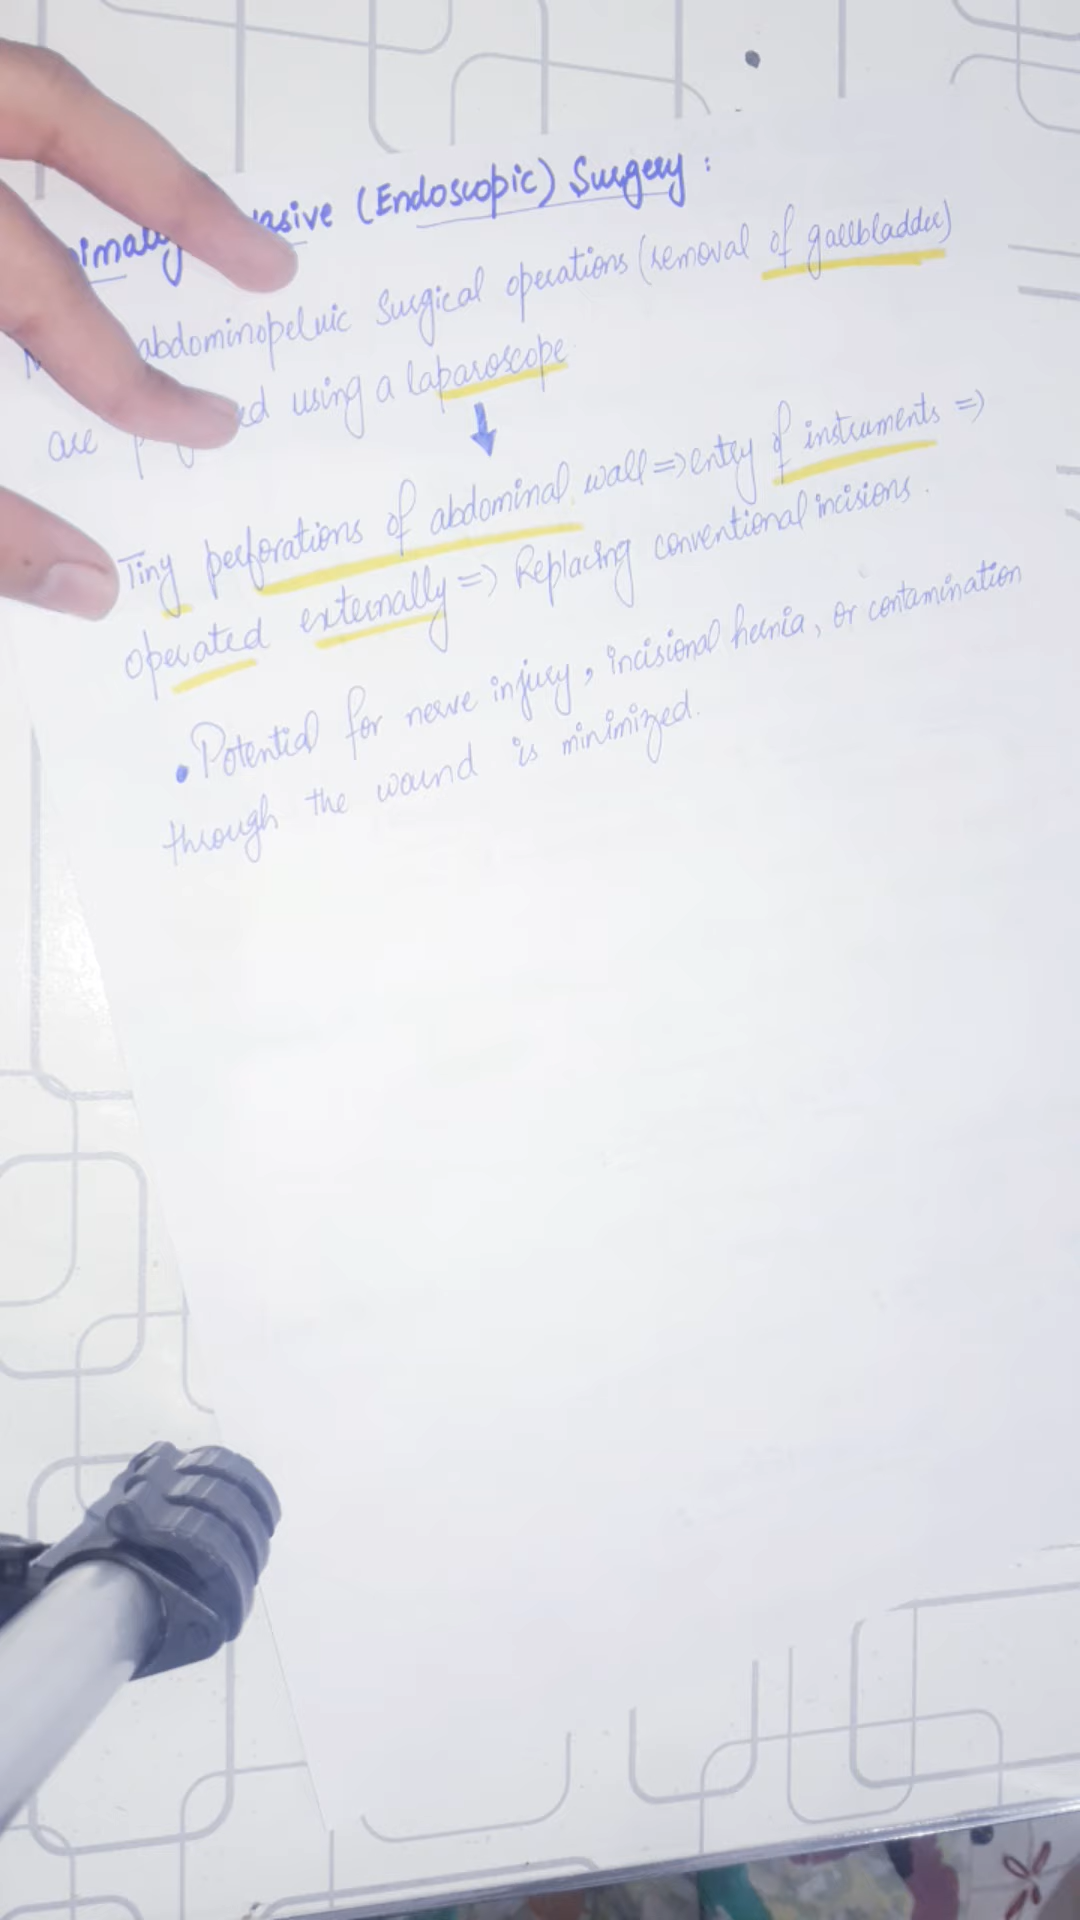 asive (Endoscopic) Surgery :
abdominopelvic surgical operations (removal of gallbladder)
are using a laparoscope
Tiny perforations of abdominal wall => entry of instruments =>
operated externally => Replacing conventional incisions.
• Potential for nerve injury, incisional hernia, or contamination
through the wound is minimized.